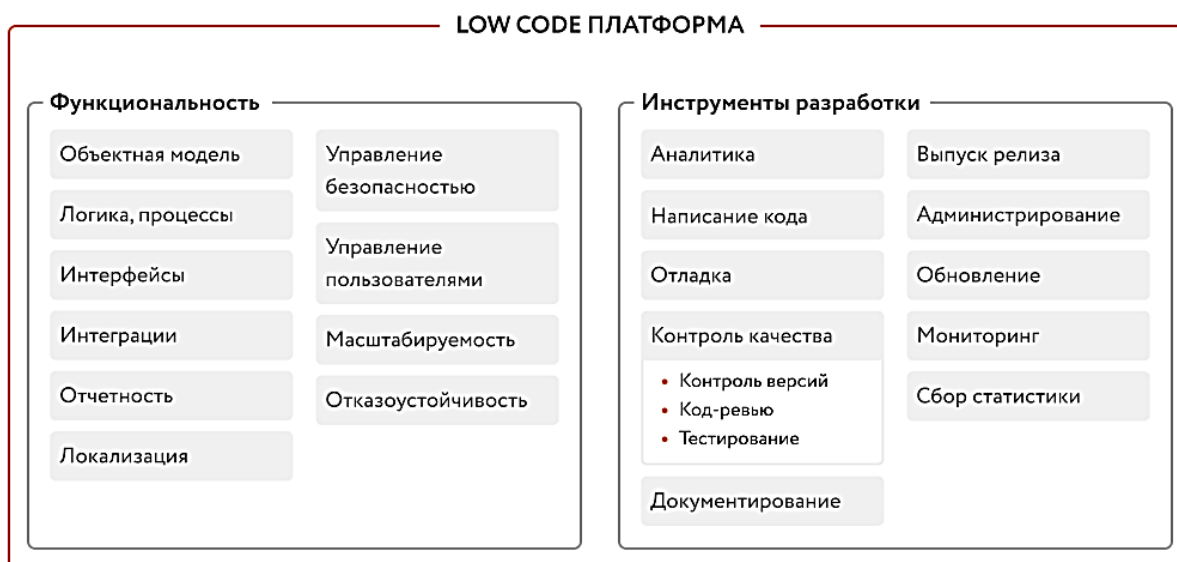 LOW CODE ПЛАТФОРМА
Функциональность
Объектная модель
Логика, процессы
Интерфейсы
Интеграции
Отчетность
Локализация
Управление
безопасностью
Управление
пользователями
Масштабируемость
Отказоустойчивость
Инструменты разработки
Аналитика
Написание кода
Отладка
Контроль качества
• Контроль версий
• Код-ревью
• Тестирование
Документирование
Выпуск релиза
Администрирование
Обновление
Мониторинг
Сбор статистики